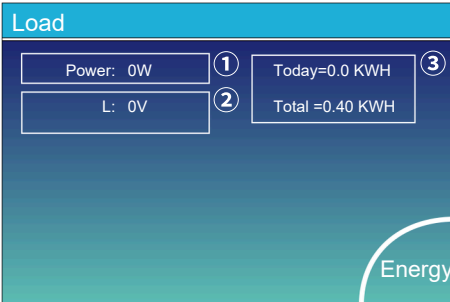 Load
Power: 0W
①
L: 0V
②
Today=0.0 KWH
Total =0.40 KWH
③
Energy